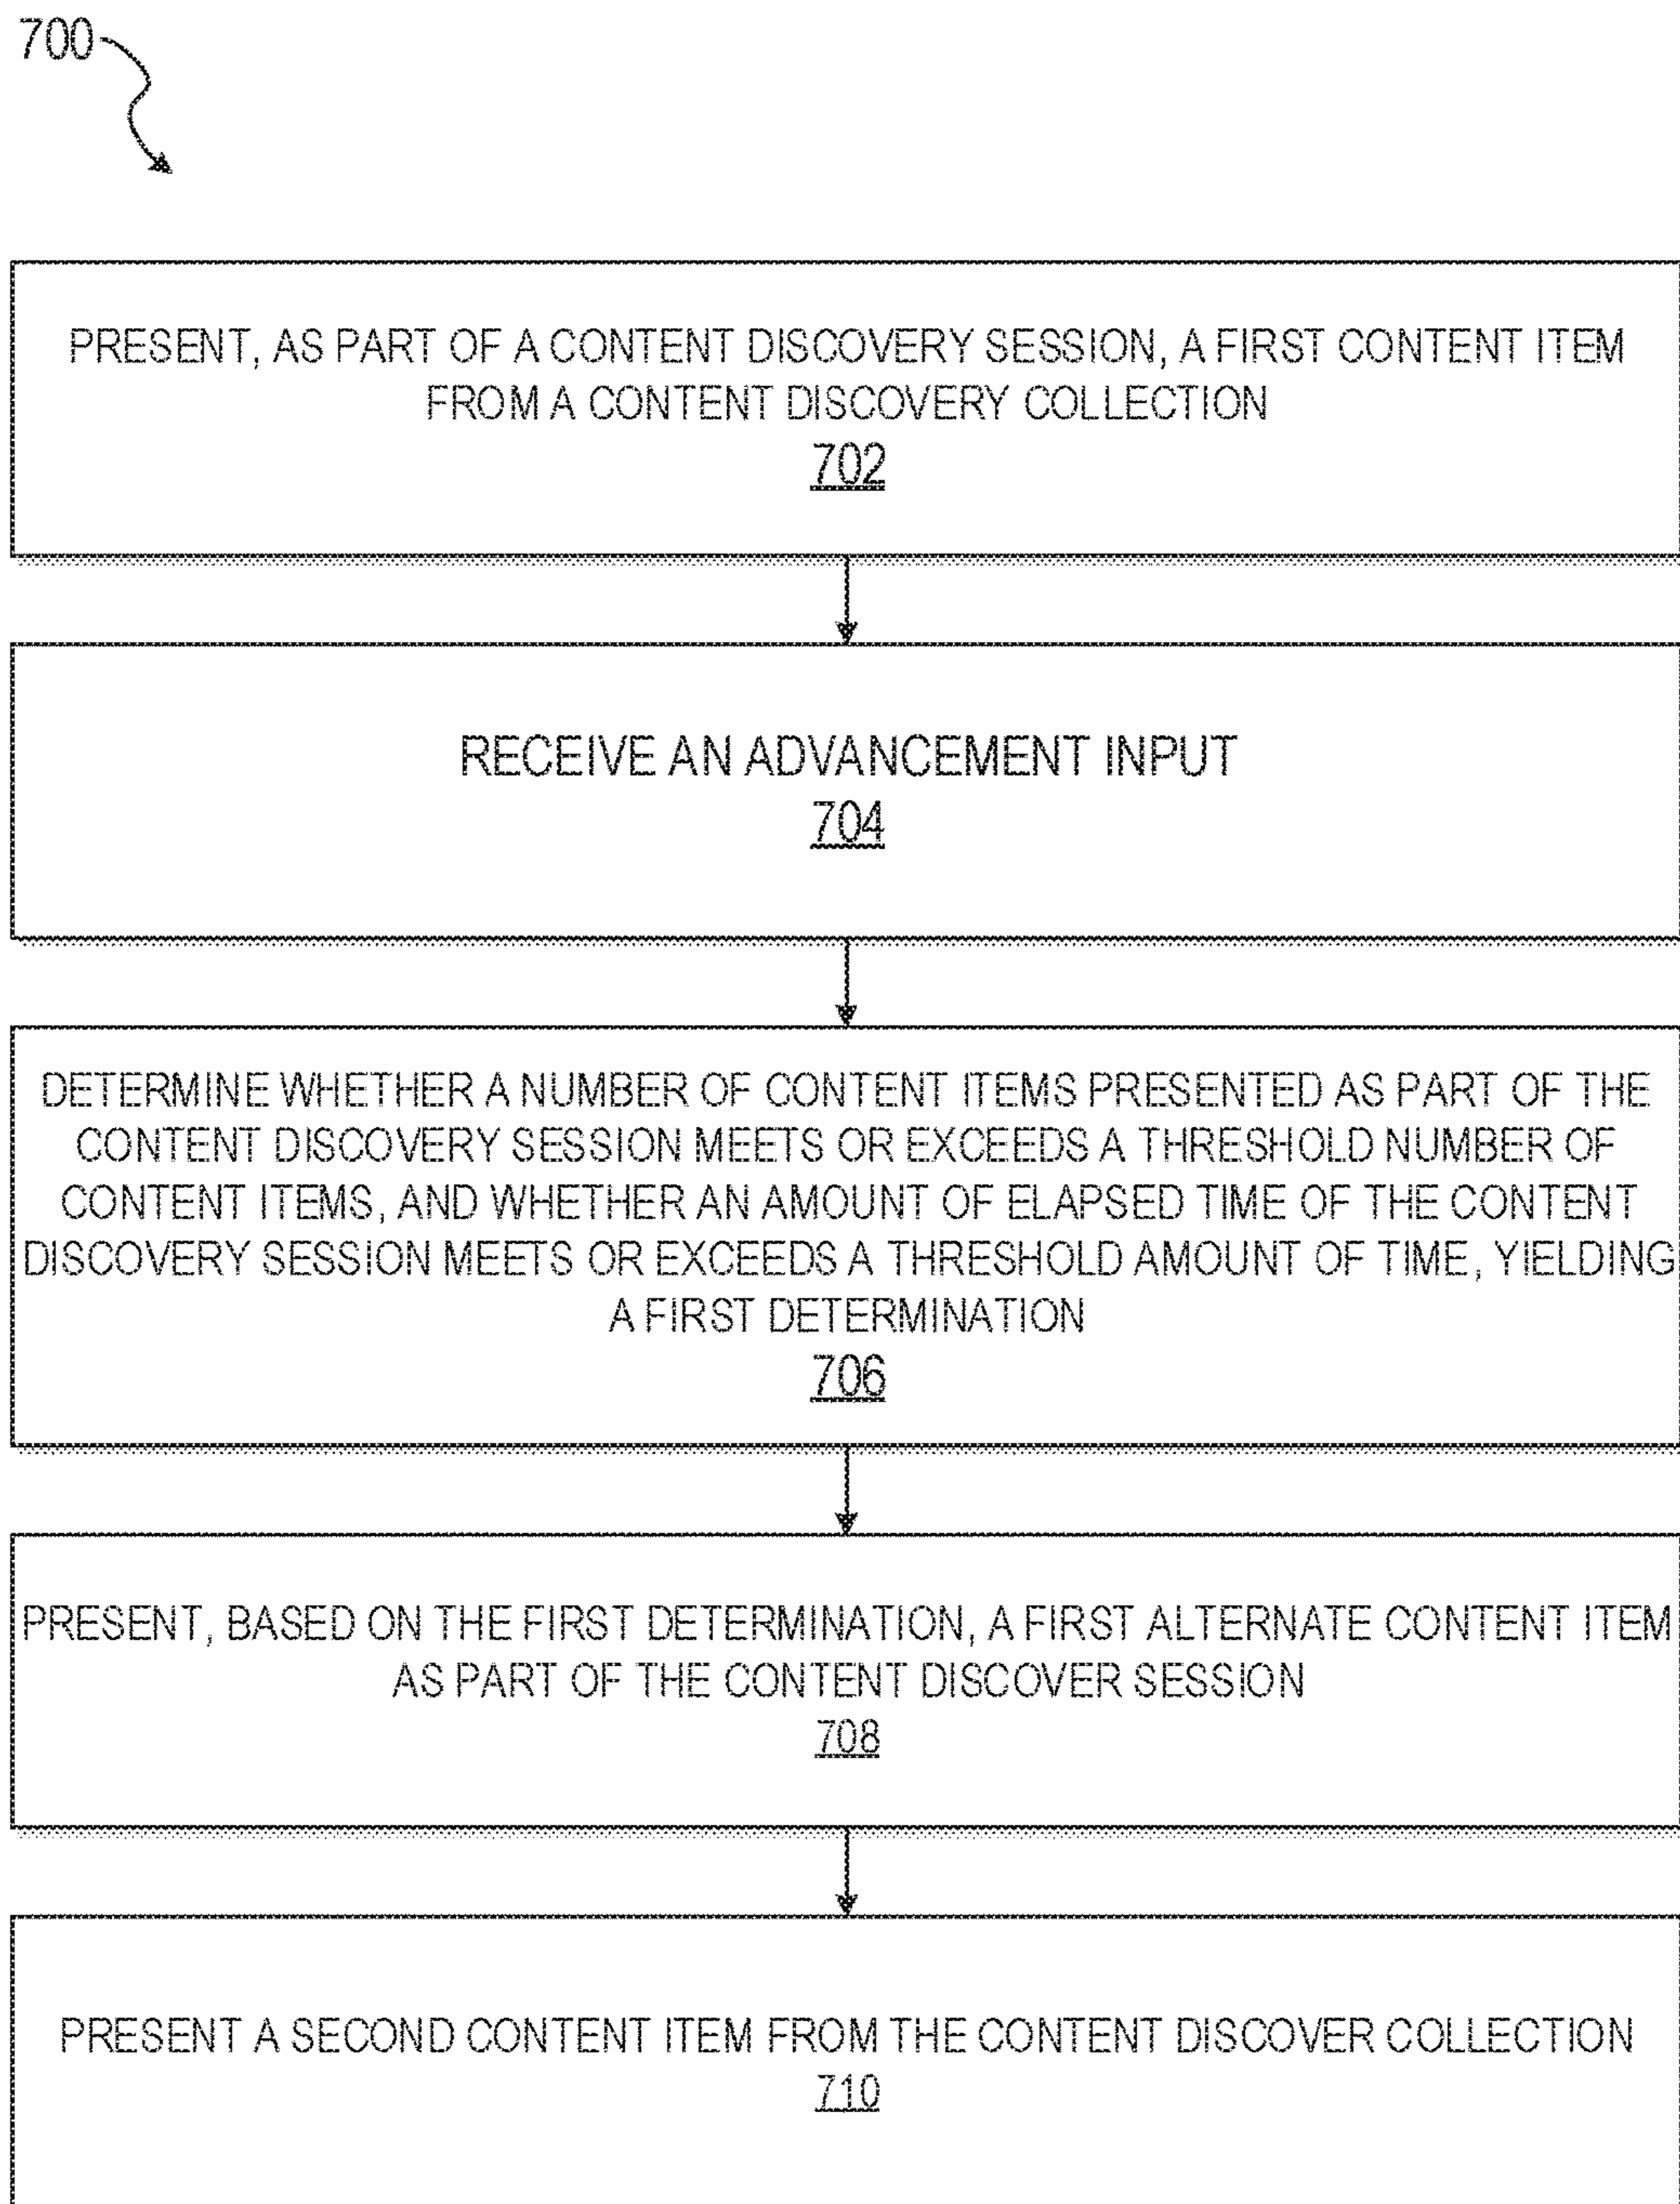 700
PRESENT, AS PART OF A CONTENT DISCOVERY SESSION, A FIRST CONTENT ITEM
FROM A CONTENT DISCOVERY COLLECTION
702
RECEIVE AN ADVANCEMENT INPUT
704
DETERMINE WHETHER A NUMBER OF CONTENT ITEMS PRESENTED AS PART OF THE
CONTENT DISCOVERY SESSION MEETS OR EXCEEDS A THRESHOLD NUMBER OF
CONTENT ITEMS, AND WHETHER AN AMOUNT OF ELAPSED TIME OF THE CONTENT
DISCOVERY SESSION MEETS OR EXCEEDS A THRESHOLD AMOUNT OF TIME, YIELDING
A FIRST DETERMINATION
706
PRESENT, BASED ON THE FIRST DETERMINATION, A FIRST ALTERNATE CONTENT ITEM
AS PART OF THE CONTENT DISCOVER SESSION
708
PRESENT A SECOND CONTENT ITEM FROM THE CONTENT DISCOVER COLLECTION
710